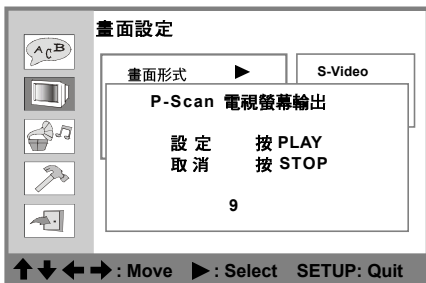 畫面設定
ACB
畫面形式 ▶ S-Video
P-Scan 電視螢幕輸出
設 定 按 PLAY
取 消 按 STOP
9
↑↓←→ : Move ▶ : Select SETUP: Quit